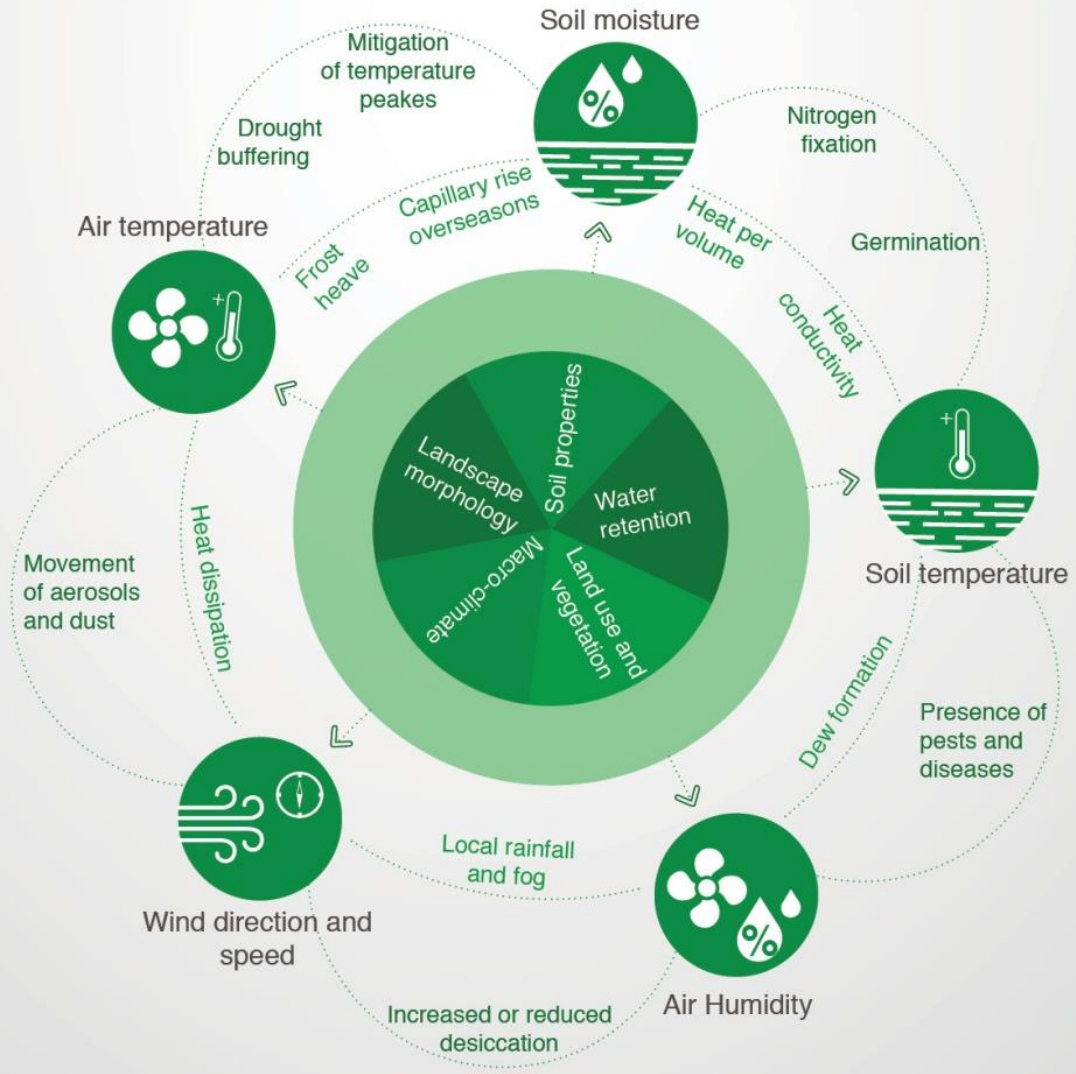 Soil moisture
Mitigation
of temperature
peakes
Drought
buffering
Nitrogen
fixation
Capillary rise
overseasons
Frost
heave
Heat per
volume
Germination
Air temperature
+
%
Heat
conductivity
Soil properties
Landscape
morphology
Water
retention
Macro-climate
Land use and
vegetation
+
Soil temperature
Heat dissipation
Movement
of aerosols
and dust
Dew formation
Presence of
pests and
diseases
Local rainfall
and fog
Wind direction and
speed
%
Air Humidity
Increased or reduced
desiccation